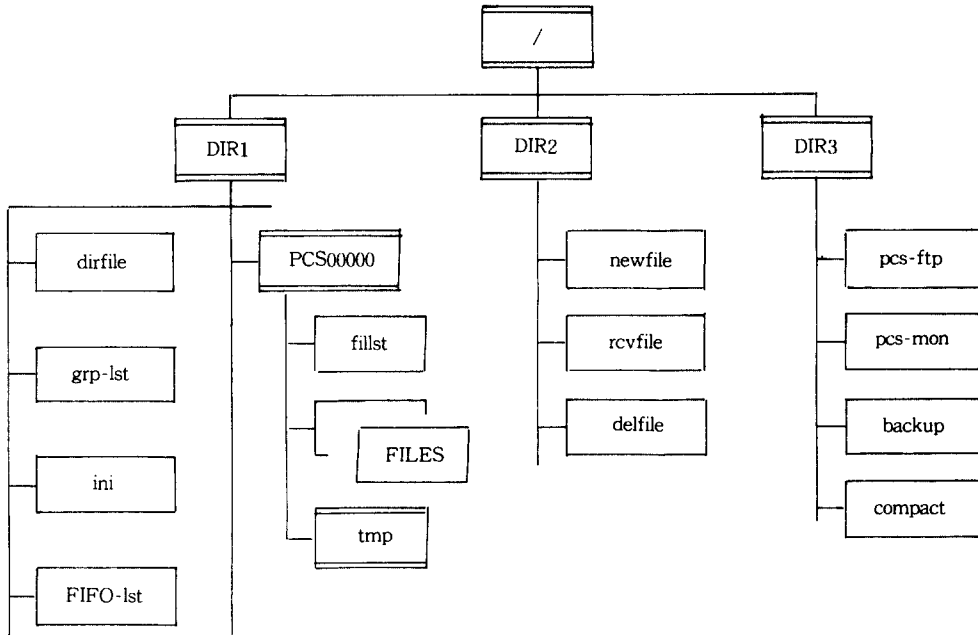 /
DIR1
DIR2
DIR3
dirfile
grp-lst
ini
FIFO-lst
PCS00000
fillst
FILES
tmp
newfile
rcvfile
delfile
pcs-ftp
pcs-mon
backup
compact